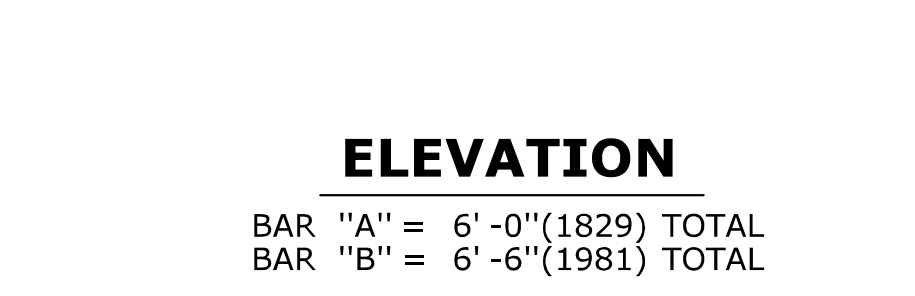 ELEVATION
BAR "A" = 6' -0"(1829) TOTAL
BAR "B" = 6' -6"(1981) TOTAL